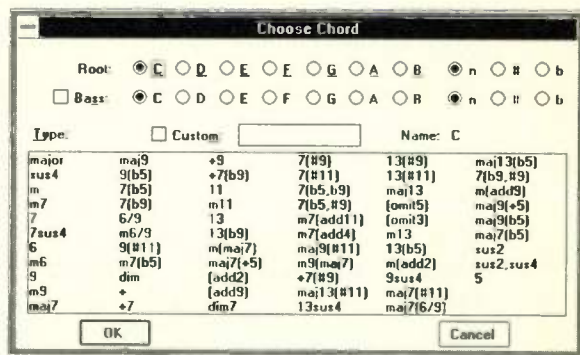 Choose Chord
Root: C D E F G A B n # b
Bass: C D E F G A B n # b
Type: Custom Name: C
major maj9 +9 7(#9) 13(#9) maj13(b5)
sus4 9(b5) +7(b9) 7(#11) 13(#11) 7(b9,#9)
m 7(b5) 11 7(b5,b9) maj13 m(add9)
m7 7(b9) m11 7(b5,#9) (omit5) maj9(+5)
7 6/9 13 m7(add11) (omit3) maj9(b5)
7sus4 m6/9 13(b9) m7(add4) m13 maj7(b5)
6 9(#11) m(maj7) maj9(#11) 13(b5) sus2
m6 m7(b5) maj7(+5) m9(maj7) m(add2) sus2,sus4
9 dim (add2) +7(#9) 9sus4 5
m9 + (add9) maj13(#11) maj7(#11)
maj7 +7 dim7 13sus4 maj7(6/9)
OK Cancel